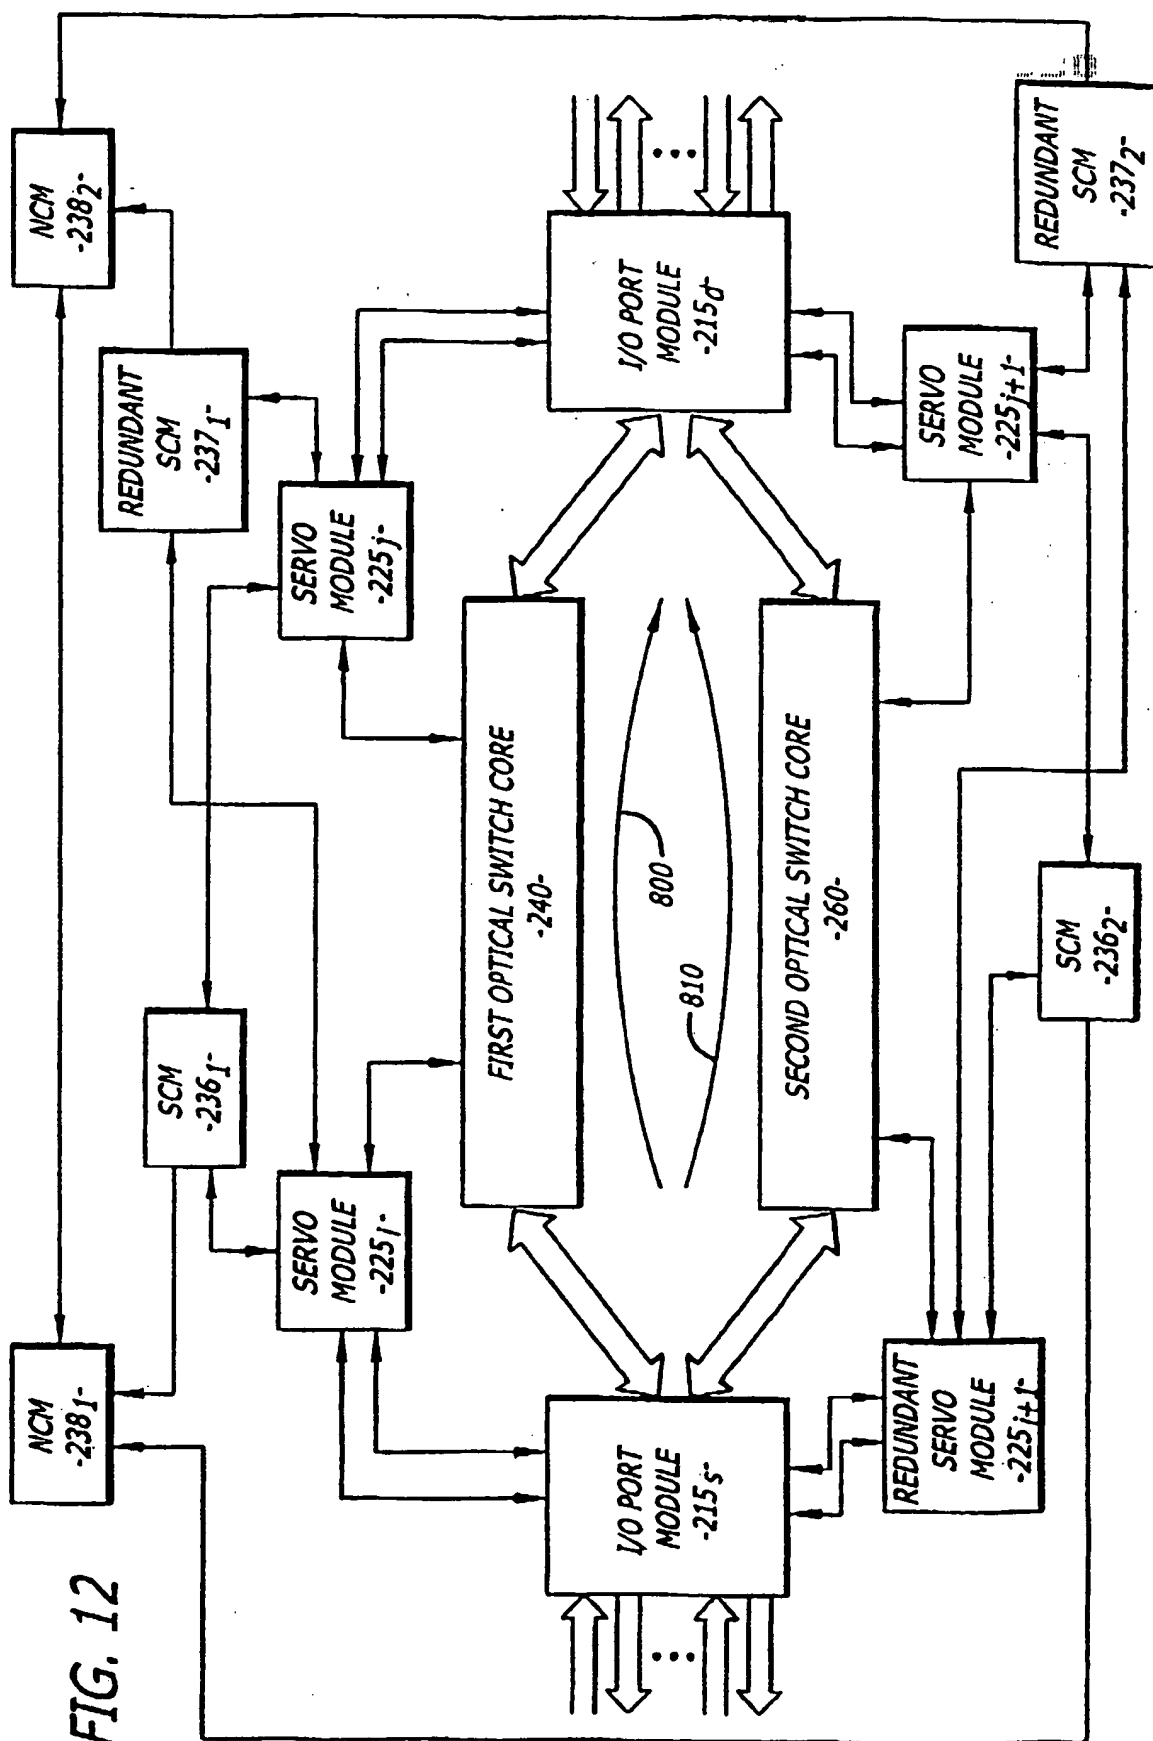 FIG. 12
NCM
-238₁-
NCM
-238₂-
SCM
-236₁-
REDUNDANT
SCM
-237₁-
SERVO
MODULE
-225ᵢ-
SERVO
MODULE
-225ⱼ-
FIRST OPTICAL SWITCH CORE
-240-
I/O PORT
MODULE
-215ₛ-
800
810
I/O PORT
MODULE
-215d-
SECOND OPTICAL SWITCH CORE
-260-
REDUNDANT
SERVO
MODULE
-225ᵢ₊₁-
SERVO
MODULE
-225ⱼ₊₁-
SCM
-236₂-
REDUNDANT
SCM
-237₂-